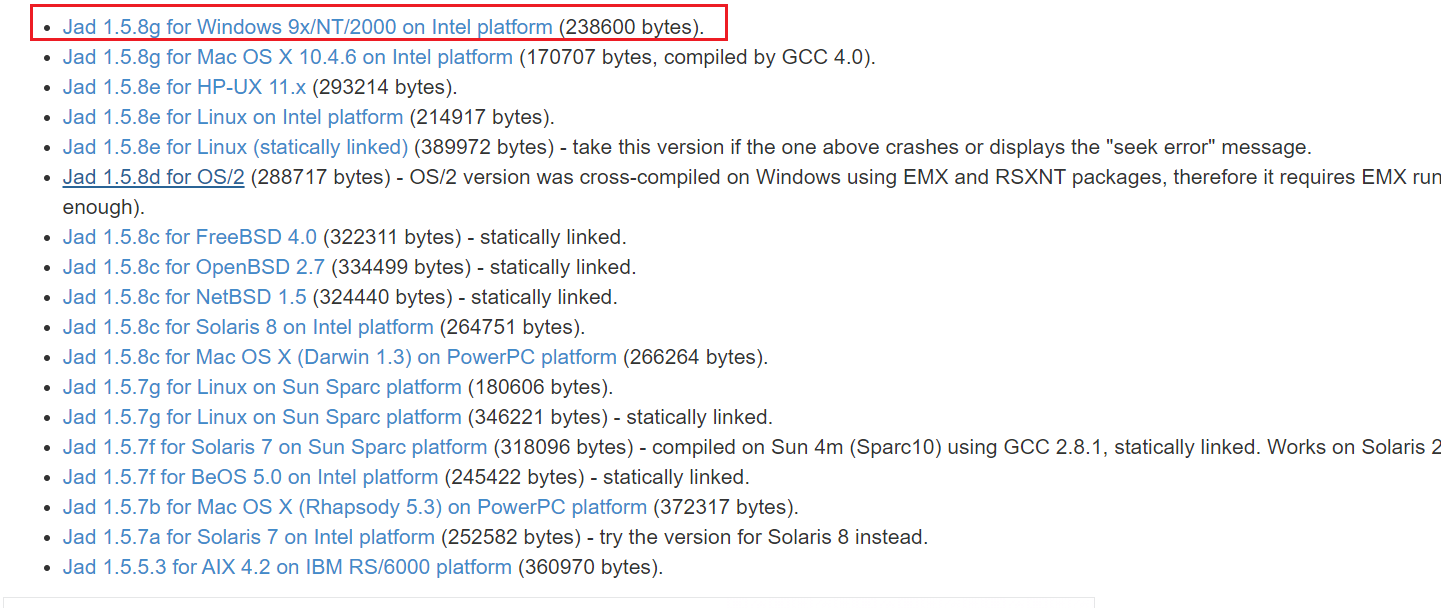 Jad 1.5.8g for Windows 9x/NT/2000 on Intel platform (238600 bytes).
Jad 1.5.8g for Mac OS X 10.4.6 on Intel platform (170707 bytes, compiled by GCC 4.0).
Jad 1.5.8e for HP-UX 11.x (293214 bytes).
Jad 1.5.8e for Linux on Intel platform (214917 bytes).
Jad 1.5.8e for Linux (statically linked) (389972 bytes) - take this version if the one above crashes or displays the "seek error" message.
Jad 1.5.8d for OS/2 (288717 bytes) - OS/2 version was cross-compiled on Windows using EMX and RSXNT packages, therefore it requires EMX run
enough).
Jad 1.5.8c for FreeBSD 4.0 (322311 bytes) - statically linked.
Jad 1.5.8c for OpenBSD 2.7 (334499 bytes) - statically linked.
Jad 1.5.8c for NetBSD 1.5 (324440 bytes) - statically linked.
Jad 1.5.8c for Solaris 8 on Intel platform (264751 bytes).
Jad 1.5.8c for Mac OS X (Darwin 1.3) on PowerPC platform (266264 bytes).
Jad 1.5.7g for Linux on Sun Sparc platform (180606 bytes).
Jad 1.5.7g for Linux on Sun Sparc platform (346221 bytes) - statically linked.
Jad 1.5.7f for Solaris 7 on Sun Sparc platform (318096 bytes) - compiled on Sun 4m (Sparc10) using GCC 2.8.1, statically linked. Works on Solaris 2
Jad 1.5.7f for BeOS 5.0 on Intel platform (245422 bytes) - statically linked.
Jad 1.5.7b for Mac OS X (Rhapsody 5.3) on PowerPC platform (372317 bytes).
Jad 1.5.7a for Solaris 7 on Intel platform (252582 bytes) - try the version for Solaris 8 instead.
Jad 1.5.5.3 for AIX 4.2 on IBM RS/6000 platform (360970 bytes).